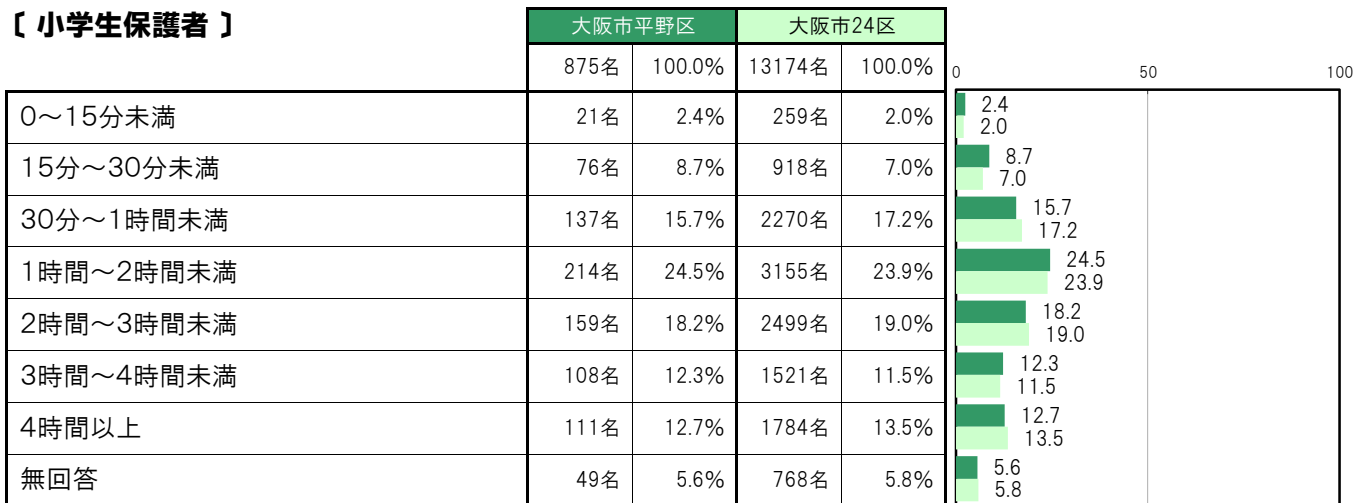 〔 小学生保護者 〕
大阪市平野区 大阪市24区
875名 100.0% 13174名 100.0% 0 50 100
0～15分未満 21名 2.4% 259名 2.0% 2.4
2.0
15分～30分未満 76名 8.7% 918名 7.0% 8.7
7.0
30分～1時間未満 137名 15.7% 2270名 17.2% 15.7
17.2
1時間～2時間未満 214名 24.5% 3155名 23.9% 24.5
23.9
2時間～3時間未満 159名 18.2% 2499名 19.0% 18.2
19.0
3時間～4時間未満 108名 12.3% 1521名 11.5% 12.3
11.5
4時間以上 111名 12.7% 1784名 13.5% 12.7
13.5
無回答 49名 5.6% 768名 5.8% 5.6
5.8